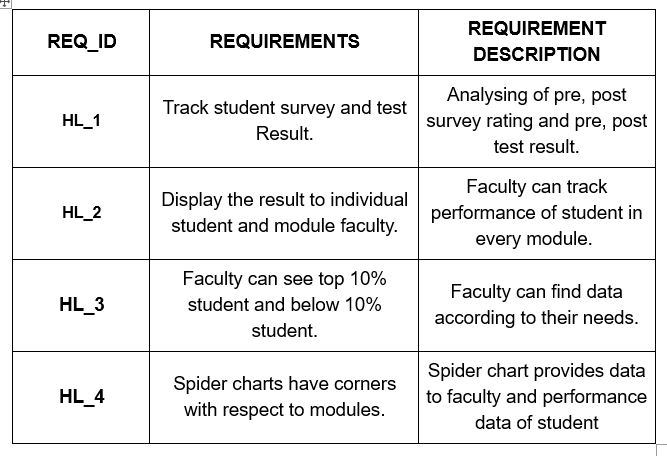 REQ_ID
REQUIREMENTS
REQUIREMENT
DESCRIPTION
HL_1
Track student survey and test
Result.
Analysing of pre, post
survey rating and pre, post
test result.
HL_2
Display the result to individual
student and module faculty.
Faculty can track
performance of student in
every module.
HL_3
Faculty can see top 10%
student and below 10%
student.
Faculty can find data
according to their needs.
HL_4
Spider charts have corners
with respect to modules.
Spider chart provides data
to faculty and performance
data of student